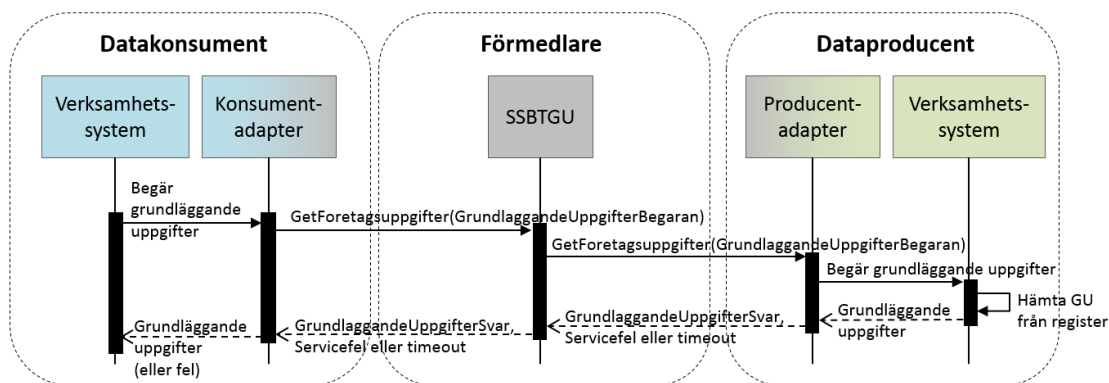 Datakonsument
Förmedlare
Dataproducent
Verksamhets-
system
Konsument-
adapter
SSBTGU
Producent-
adapter
Verksamhets-
system
Begär
grundläggande
uppgifter
GetForetagsuppgifter(GrundlaggandeUppgifterBegaran)
GetForetagsuppgifter(GrundlaggandeUppgifterBegaran)
Begär grundläggande uppgifter
Hämta GU
från register
Grundläggande
uppgifter
GrundlaggandeUppgifterSvar,
Servicefel eller timeout
GrundlaggandeUppgifterSvar,
Servicefel eller timeout
Grundläggande
uppgifter
(eller fel)